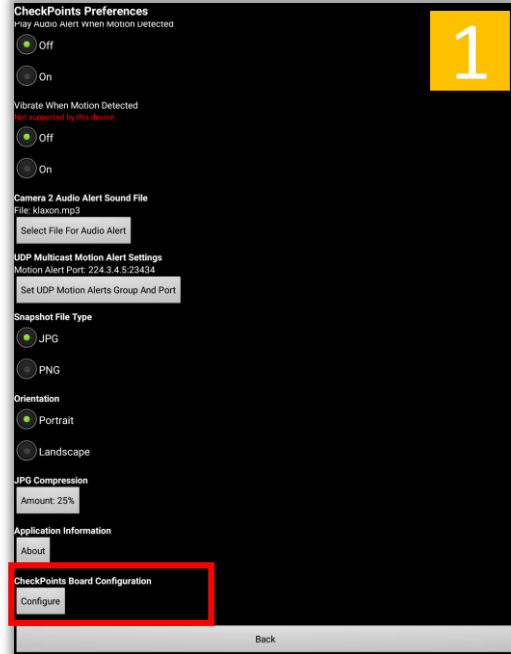 CheckPoints Preferences
1
Play Audio Alert When Motion Detected
Off
On
Vibrate When Motion Detected
Not supported by this device
Off
On
Camera 2 Audio Alert Sound File
File: klaxon.mp3
Select File For Audio Alert
UDP Multicast Motion Alert Settings
Motion Alert Port: 224.3.4.5:23434
Set UDP Motion Alerts Group And Port
Snapshot File Type
JPG
PNG
Orientation
Portrait
Landscape
JPG Compression
Amount: 25%
Application Information
About
CheckPoints Board Configuration
Configure
Back